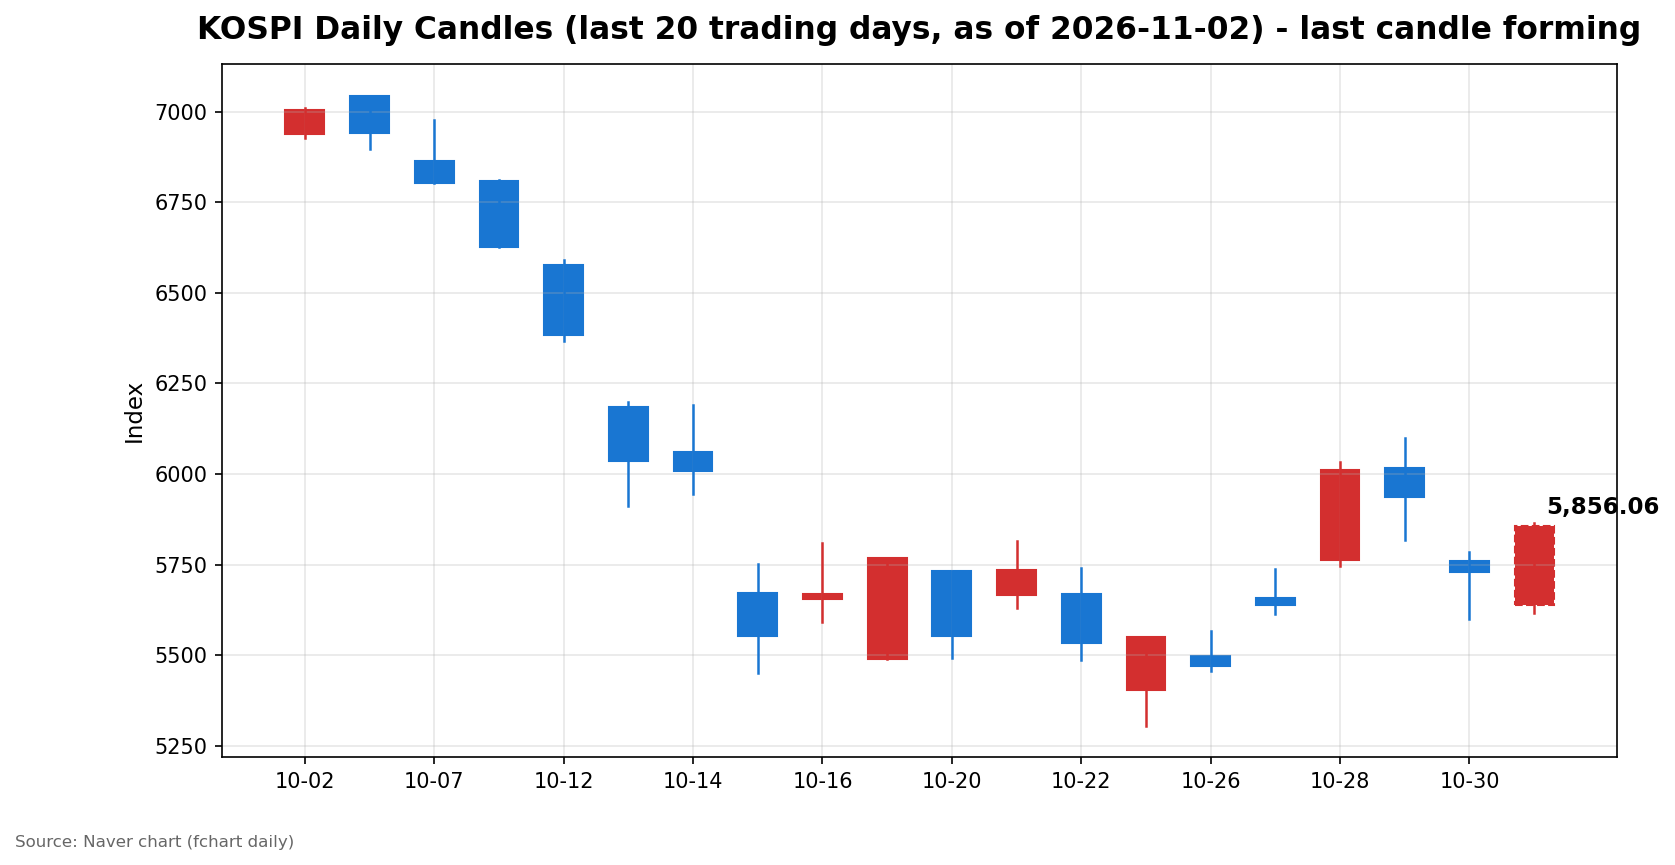 KOSPI Daily Candles (last 20 trading days, as of 2026-11-02) - last candle forming
7000
6750
6500
6250
6000
5750
5500
5250
Index
5,856.06
10-02 10-07 10-12 10-14 10-16 10-20 10-22 10-26 10-28 10-30
Source: Naver chart (fchart daily)